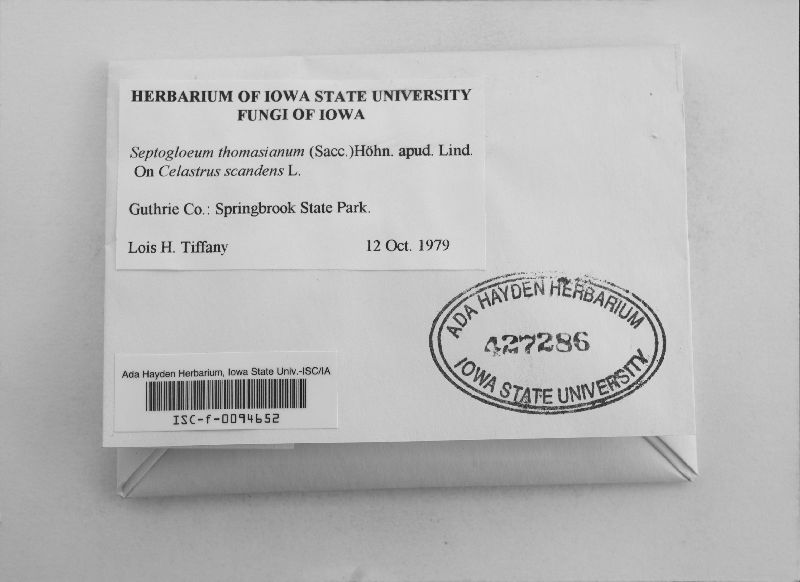 HERBARIUM OF IOWA STATE UNIVERSITY
FUNGI OF IOWA
Septogloeum thomasianum (Sacc.)Höhn. apud. Lind.
On Celastrus scandens L.
Guthrie Co.: Springbrook State Park.
Lois H. Tiffany 12 Oct. 1979
ADA HAYDEN HERBARIUM
427286
IOWA STATE UNIVERSITY
Ada Hayden Herbarium, Iowa State Univ.-ISC/IA
ISC-f-0094652